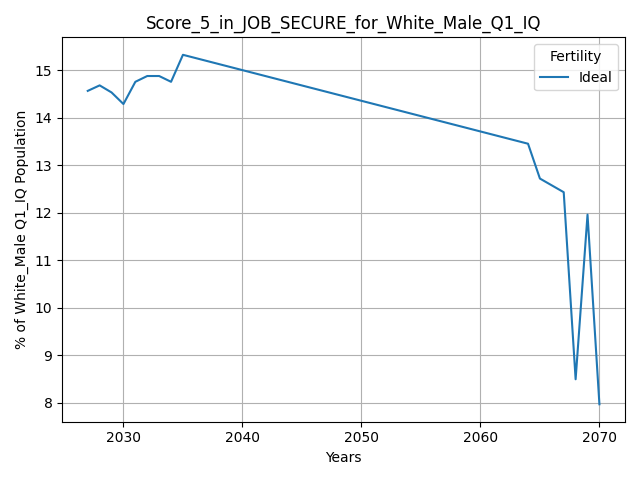 Score_5_in_JOB_SECURE_for_White_Male_Q1_IQ
Fertility
Ideal
% of White_Male Q1_IQ Population
15
14
13
12
11
10
9
8
2030
2040
2050
2060
2070
Years